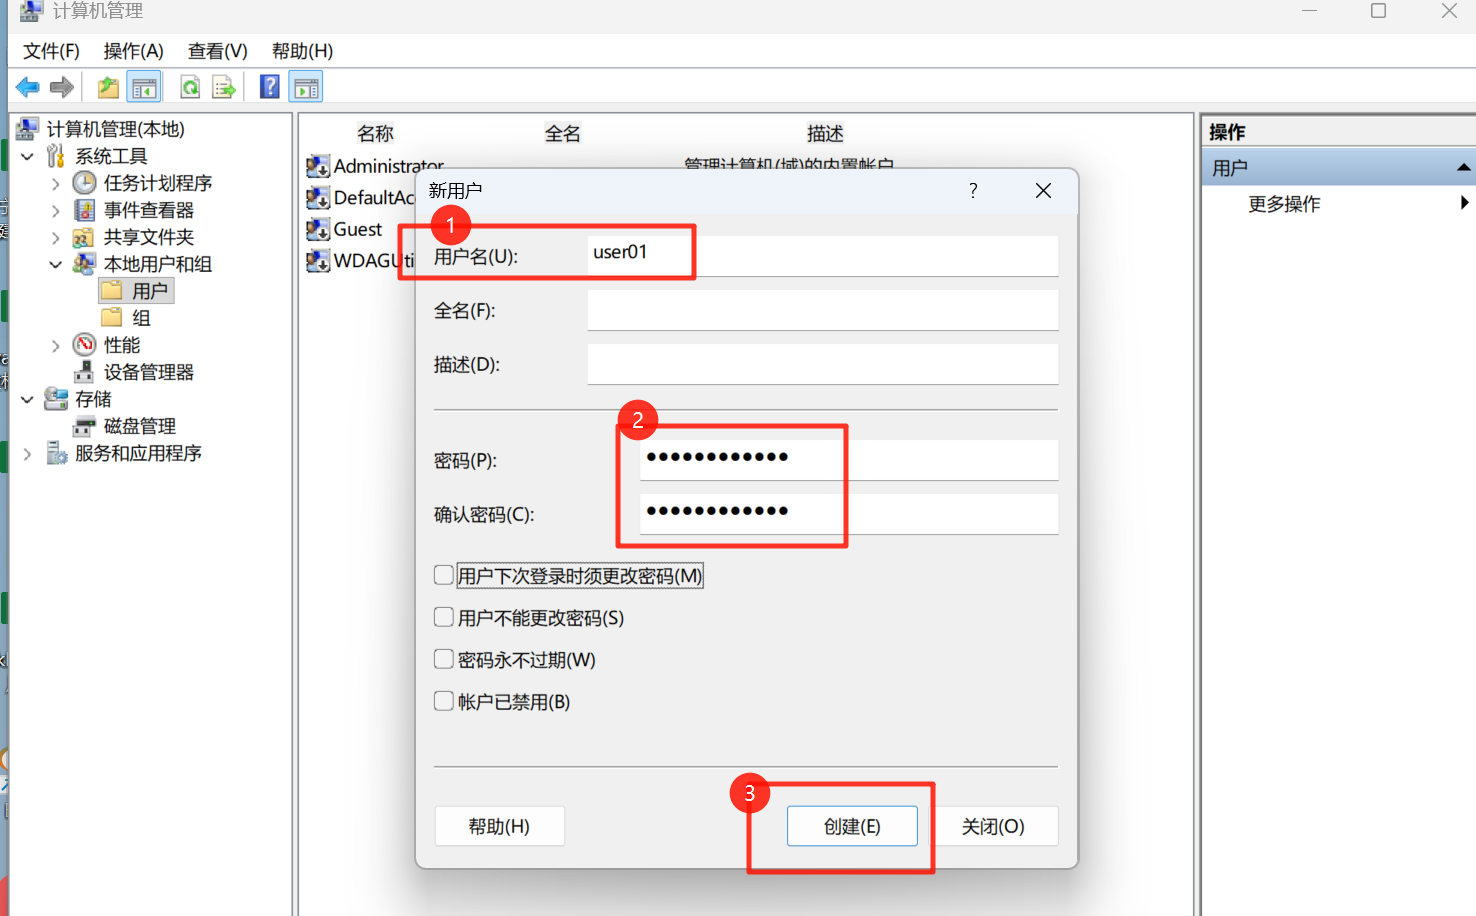 计算机管理
文件(F) 操作(A) 查看(V) 帮助(H)
计算机管理(本地)
系统工具
任务计划程序
事件查看器
共享文件夹
本地用户和组
用户
组
性能
设备管理器
存储
磁盘管理
服务和应用程序
名称 全名 描述
Administrator 管理计算机(域)的内置帐户
DefaultAc
Guest
WDAGUti
新用户
1
用户名(U): user01
全名(F):
描述(D):
2
密码(P): ●●●●●●●●●●●●
确认密码(C): ●●●●●●●●●●●●
用户下次登录时须更改密码(M)
用户不能更改密码(S)
密码永不过期(W)
帐户已禁用(B)
3
帮助(H) 创建(E) 关闭(O)
操作
用户
更多操作